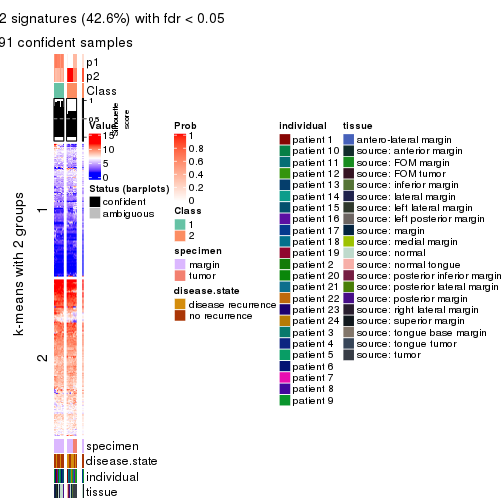 2 signatures (42.6%) with fdr < 0.05
91 confident samples
p1
p2
Class
1
0.5
0
Silhouette
score
Value
15
10
5
0
Status (barplots)
confident
ambiguous
Prob
1
0.8
0.6
0.4
0.2
0
Class
1
2
specimen
margin
tumor
disease.state
disease recurrence
no recurrence
individual
patient 1
patient 10
patient 11
patient 12
patient 13
patient 14
patient 15
patient 16
patient 17
patient 18
patient 19
patient 2
patient 20
patient 21
patient 22
patient 23
patient 24
patient 3
patient 4
patient 5
patient 6
patient 7
patient 8
patient 9
tissue
antero-lateral margin
source: anterior margin
source: FOM margin
source: FOM tumor
source: inferior margin
source: lateral margin
source: left lateral margin
source: left posterior margin
source: margin
source: medial margin
source: normal
source: normal tongue
source: posterior inferior margin
source: posterior lateral margin
source: posterior margin
source: right lateral margin
source: superior margin
source: tongue base margin
source: tongue tumor
source: tumor
k-means with 2 groups
1
2
specimen
disease.state
individual
tissue